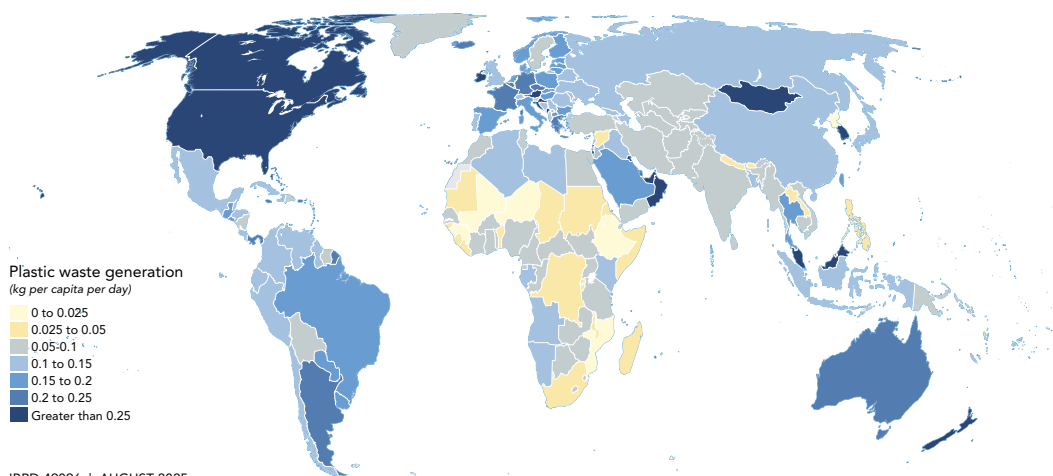 Plastic waste generation
(kg per capita per day)
0 to 0.025
0.025 to 0.05
0.05-0.1
0.1 to 0.15
0.15 to 0.2
0.2 to 0.25
Greater than 0.25